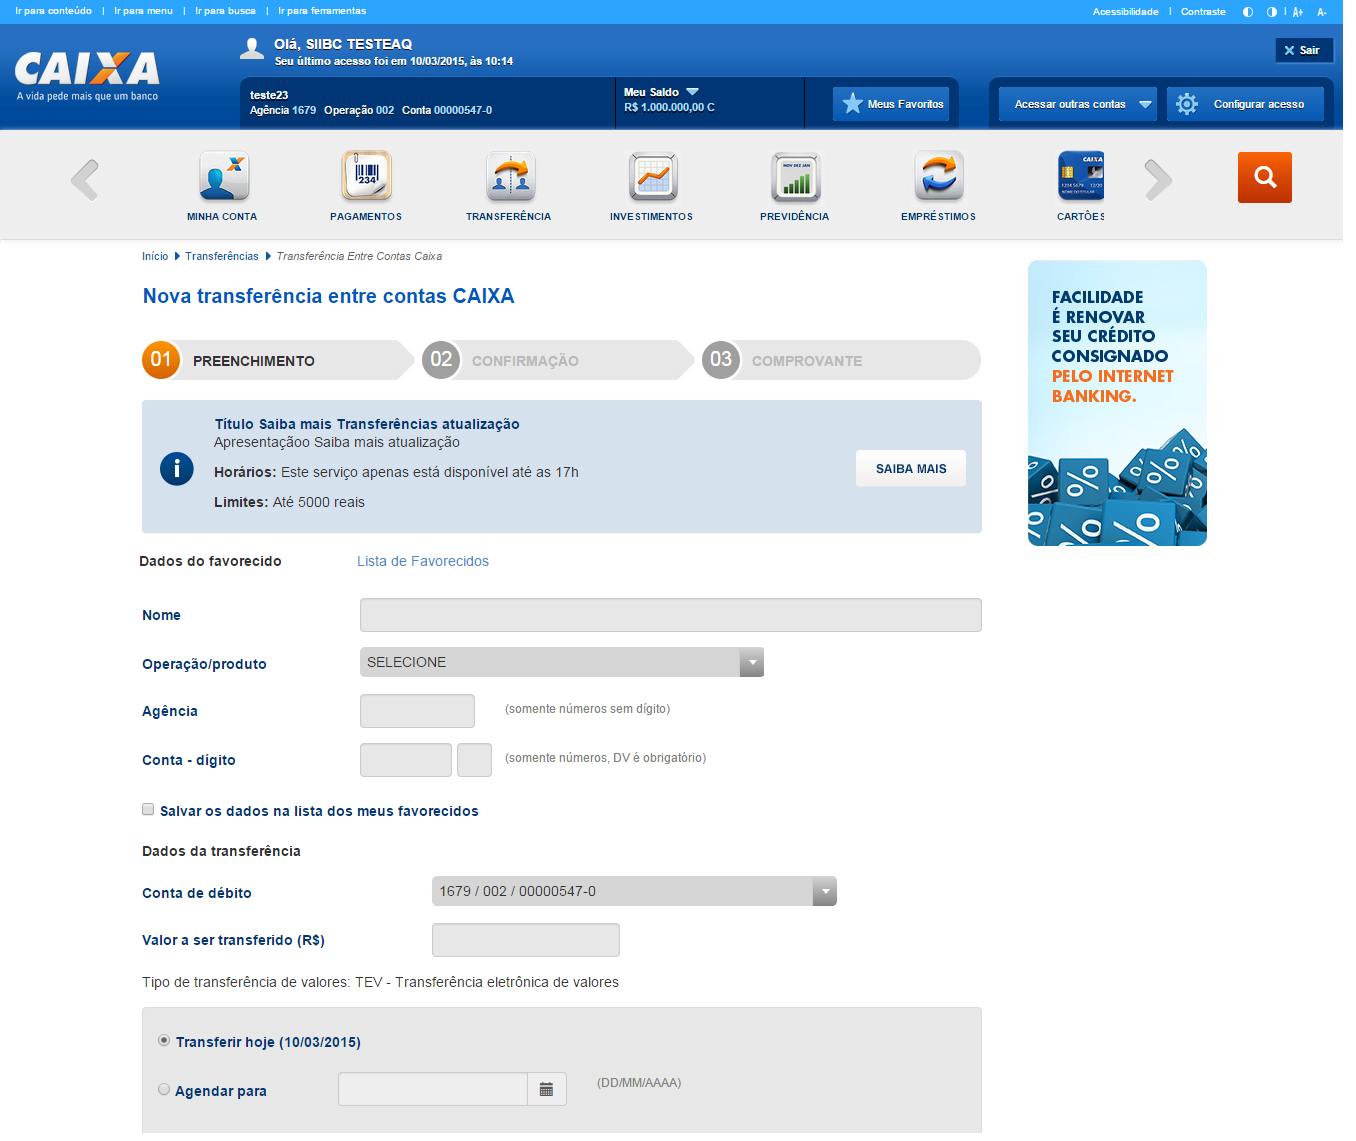 Ir para conteúdo | Ir para menu | Ir para busca | Ir para ferramentas
Acessibilidade | Contraste | A+ A-
CAIXA
A vida pede mais que um banco
Olá, SIIBC TESTEAQ
Seu último acesso foi em 10/03/2015, às 10:14
Sair
teste23
Agência 1679 Operação 002 Conta 00000547-0
Meu Saldo
R$ 1.000.000,00 C
Meus Favoritos
Acessar outras contas
Configurar acesso
234
NOV DEZ JAN
CAIXA
MINHA CONTA
PAGAMENTOS
TRANSFERÊNCIA
INVESTIMENTOS
PREVIDÊNCIA
EMPRÉSTIMOS
CARTÕES
Início Transferências Transferência Entre Contas Caixa
Nova transferência entre contas CAIXA
01 PREENCHIMENTO
02 CONFIRMAÇÃO
03 COMPROVANTE
Título Saiba mais Transferências atualização
Apresentaçãoo Saiba mais atualização
Horários: Este serviço apenas está disponível até as 17h
Limites: Até 5000 reais
SAIBA MAIS
FACILIDADE
É RENOVAR
SEU CRÉDITO
CONSIGNADO
PELO INTERNET
BANKING.
% % % % %
Dados do favorecido
Lista de Favorecidos
Nome
Operação/produto
SELECIONE
Agência
(somente números sem dígito)
Conta - dígito
(somente números, DV é obrigatório)
Salvar os dados na lista dos meus favorecidos
Dados da transferência
Conta de débito
1679 / 002 / 00000547-0
Valor a ser transferido (R$)
Tipo de transferência de valores: TEV - Transferência eletrônica de valores
Transferir hoje (10/03/2015)
Agendar para
(DD/MM/AAAA)